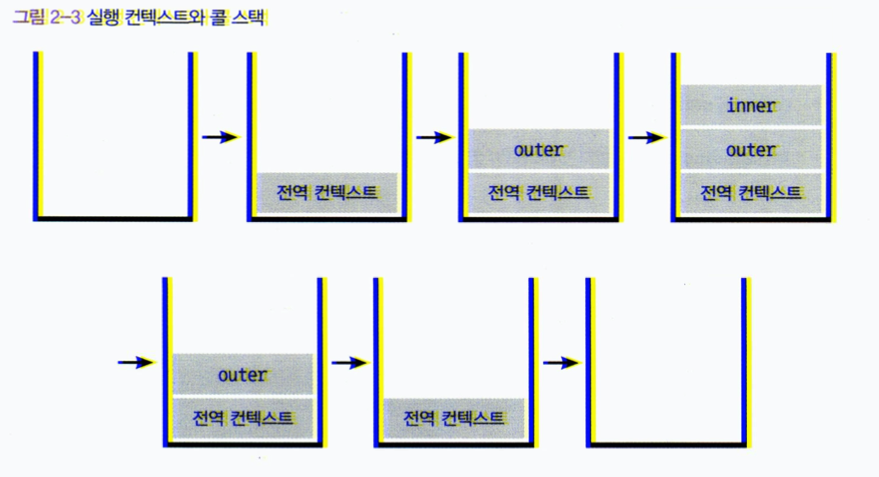 그림 2-3 실행 컨텍스트와 콜 스택
전역 컨텍스트
outer
전역 컨텍스트
inner
outer
전역 컨텍스트
outer
전역 컨텍스트
전역 컨텍스트